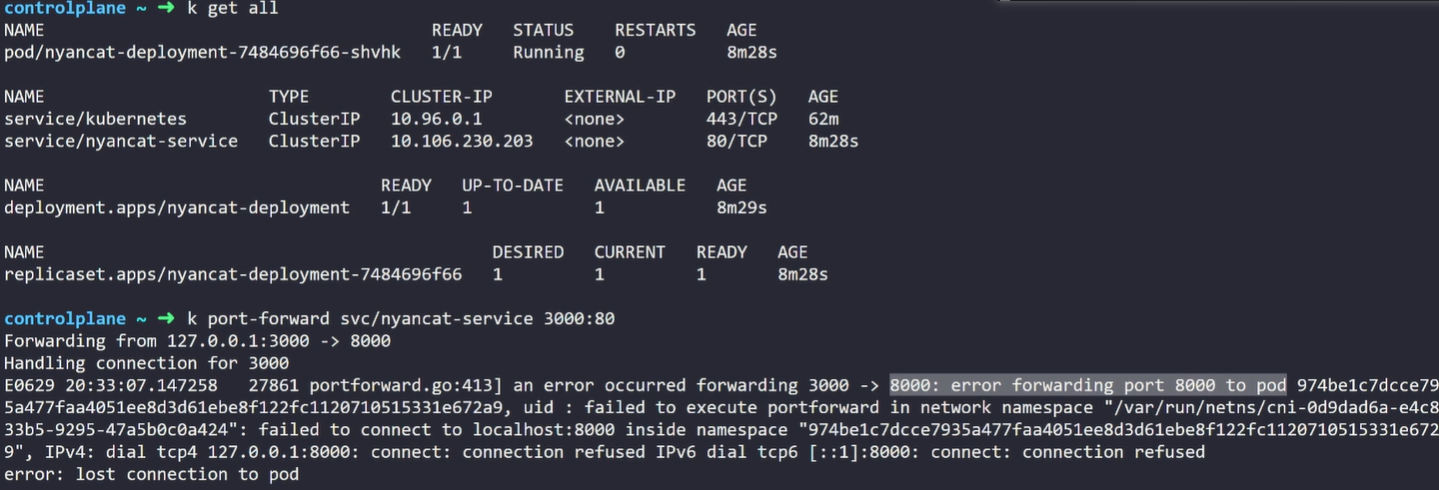 controlplane ~ → k get all
NAME READY STATUS RESTARTS AGE
pod/nyancat-deployment-7484696f66-shvhk 1/1 Running 0 8m28s
NAME TYPE CLUSTER-IP EXTERNAL-IP PORT(S) AGE
service/kubernetes ClusterIP 10.96.0.1 <none> 443/TCP 62m
service/nyancat-service ClusterIP 10.106.230.203 <none> 80/TCP 8m28s
NAME READY UP-TO-DATE AVAILABLE AGE
deployment.apps/nyancat-deployment 1/1 1 1 8m29s
NAME DESIRED CURRENT READY AGE
replicaset.apps/nyancat-deployment-7484696f66 1 1 1 8m28s
controlplane ~ → k port-forward svc/nyancat-service 3000:80
Forwarding from 127.0.0.1:3000 -> 8000
Handling connection for 3000
E0629 20:33:07.147258 27861 portforward.go:413] an error occurred forwarding 3000 -> 8000: error forwarding port 8000 to pod 974be1c7dcce79
5a477faa4051ee8d3d61ebe8f122fc1120710515331e672a9, uid : failed to execute portforward in network namespace "/var/run/netns/cni-0d9dad6a-e4c8
33b5-9295-47a5b0c0a424": failed to connect to localhost:8000 inside namespace "974be1c7dcce7935a477faa4051ee8d3d61ebe8f122fc1120710515331e672
9", IPv4: dial tcp4 127.0.0.1:8000: connect: connection refused IPv6 dial tcp6 [::1]:8000: connect: connection refused
error: lost connection to pod